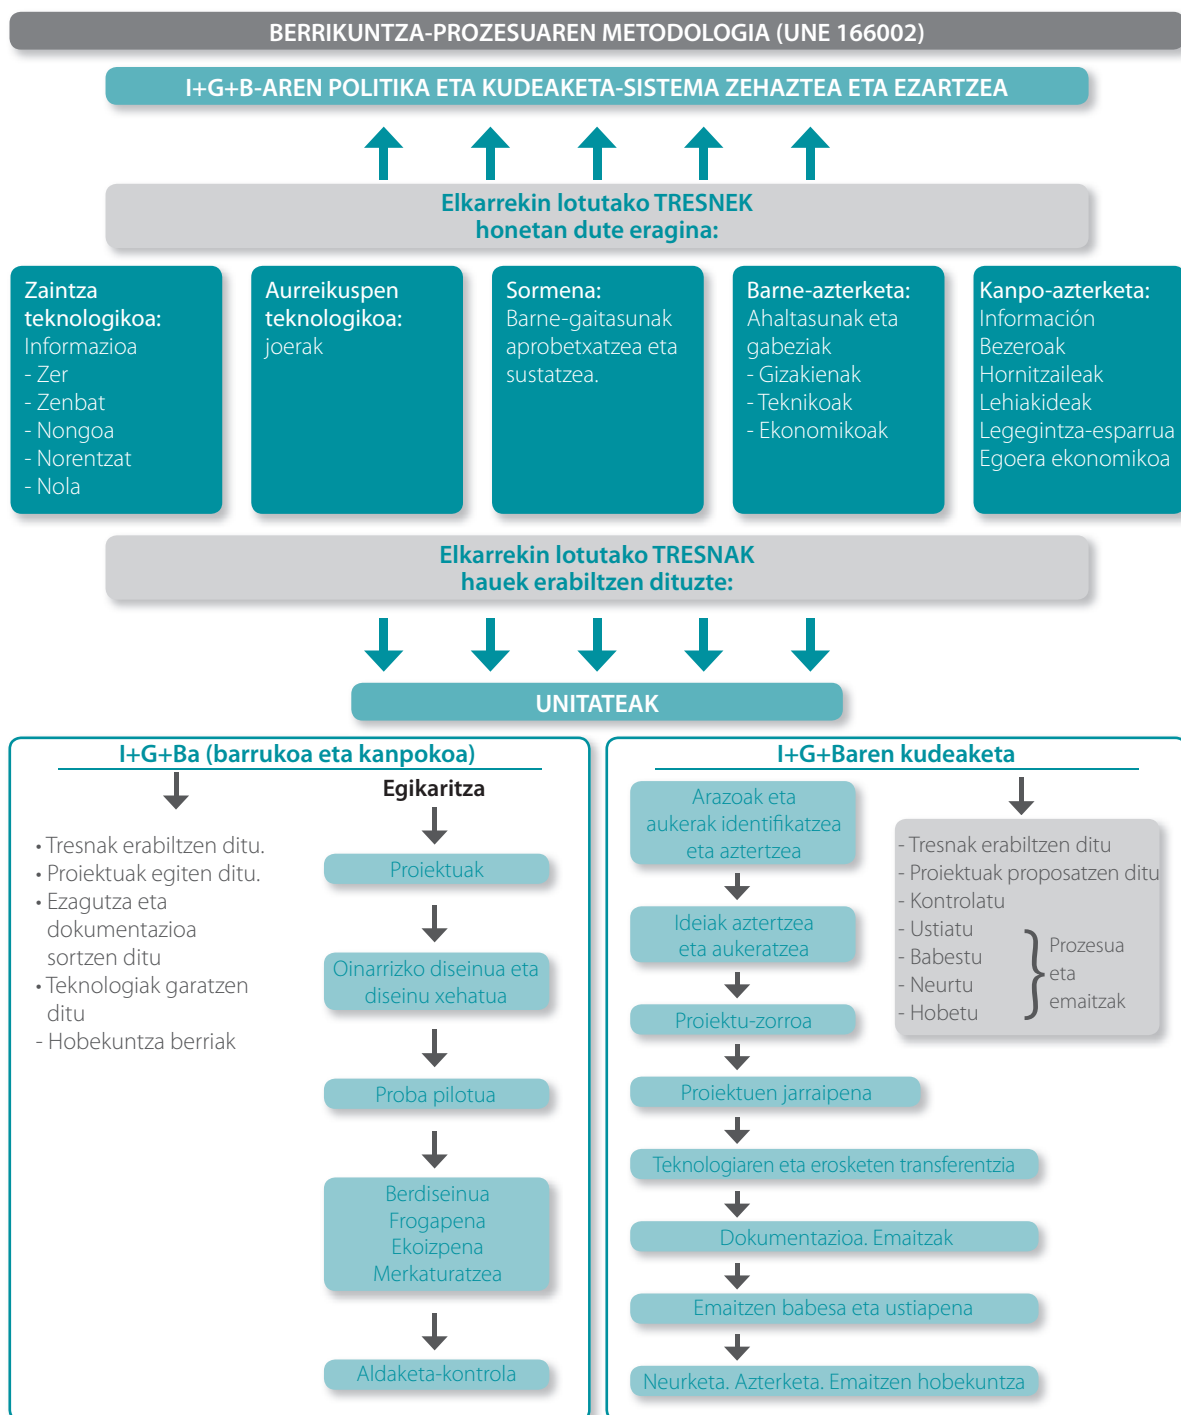 BERRIKUNTZA-PROZESUAREN METODOLOGIA (UNE 166002)
I+G+B-AREN POLITIKA ETA KUDEAKETA-SISTEMA ZEHAZTEA ETA EZARTZEA
Elkarrekin lotutako TRESNEK
honetan dute eragina:
Zaintza
teknologikoa:
Informazioa
- Zer
- Zenbat
- Nongoa
- Norentzat
- Nola
Aurreikuspen
teknologikoa:
joerak
Sormena:
Barne-gaitasunak
aprobetxatzea eta
sustatzea.
Barne-azterketa:
Ahaltasunak eta
gabeziak
- Gizakienak
- Teknikoak
- Ekonomikoak
Kanpo-azterketa:
Información
Bezeroak
Hornitzaileak
Lehiakideak
Legegintza-esparrua
Egoera ekonomikoa
Elkarrekin lotutako TRESNAK
hauek erabiltzen dituzte:
UNITATEAK
I+G+Ba (barrukoa eta kanpokoa)
• Tresnak erabiltzen ditu.
• Proiektuak egiten ditu.
• Ezagutza eta
dokumentazioa
sortzen ditu
• Teknologiak garatzen
ditu
- Hobekuntza berriak
Egikaritza
Proiektuak
Oinarrizko diseinua eta
diseinu xehatua
Proba pilotua
Berdiseinua
Frogapena
Ekoizpena
Merkaturatzea
Aldaketa-kontrola
I+G+Baren kudeaketa
Arazoak eta
aukerak identifikatzea
eta aztertzea
Ideiak aztertzea
eta aukeratzea
Proiektu-zorroa
Proiektuen jarraipena
Teknologiaren eta erosketen transferentzia
Dokumentazioa. Emaitzak
Emaitzen babesa eta ustiapena
Neurketa. Azterketa. Emaitzen hobekuntza
- Tresnak erabiltzen ditu
- Proiektuak proposatzen ditu
- Kontrolatu
- Ustiatu
- Babestu
- Neurtu
- Hobetu
Prozesua
eta
emaitzak